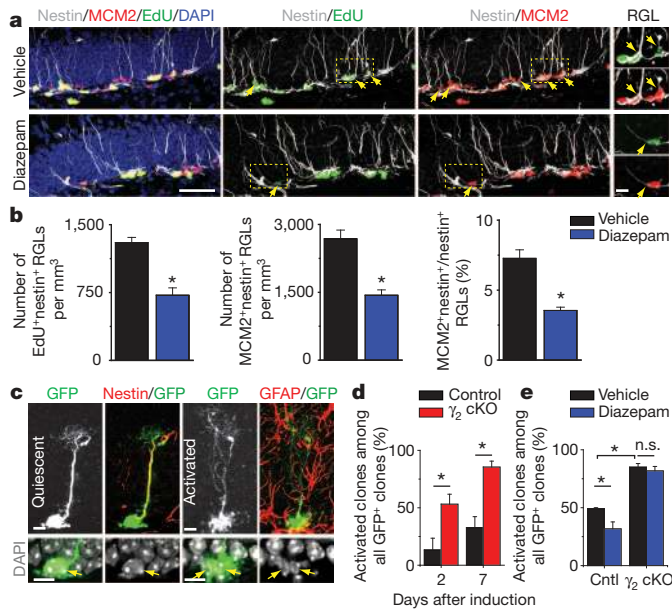 Nestin/MCM2/EdU/DAPI
Nestin/EdU
Nestin/MCM2
RGL
a
Vehicle
Diazepam
b
Number of
EdU⁺nestin⁺ RGLs
per mm³
1,500
750
0
*
Number of
MCM2⁺nestin⁺ RGLs
per mm³
3,000
1,500
0
*
MCM2⁺nestin⁺/nestin⁺
RGLs (%)
10
5
0
*
Vehicle
Diazepam
c
GFP
Nestin/GFP
GFP
GFAP/GFP
Quiescent
Activated
DAPI
d
Control
γ₂ cKO
Activated clones among
all GFP⁺ clones (%)
100
50
0
*
*
2
7
Days after induction
e
Vehicle
Diazepam
Activated clones among
all GFP⁺ clones (%)
100
50
0
*
*
n.s.
Cntl
γ₂ cKO